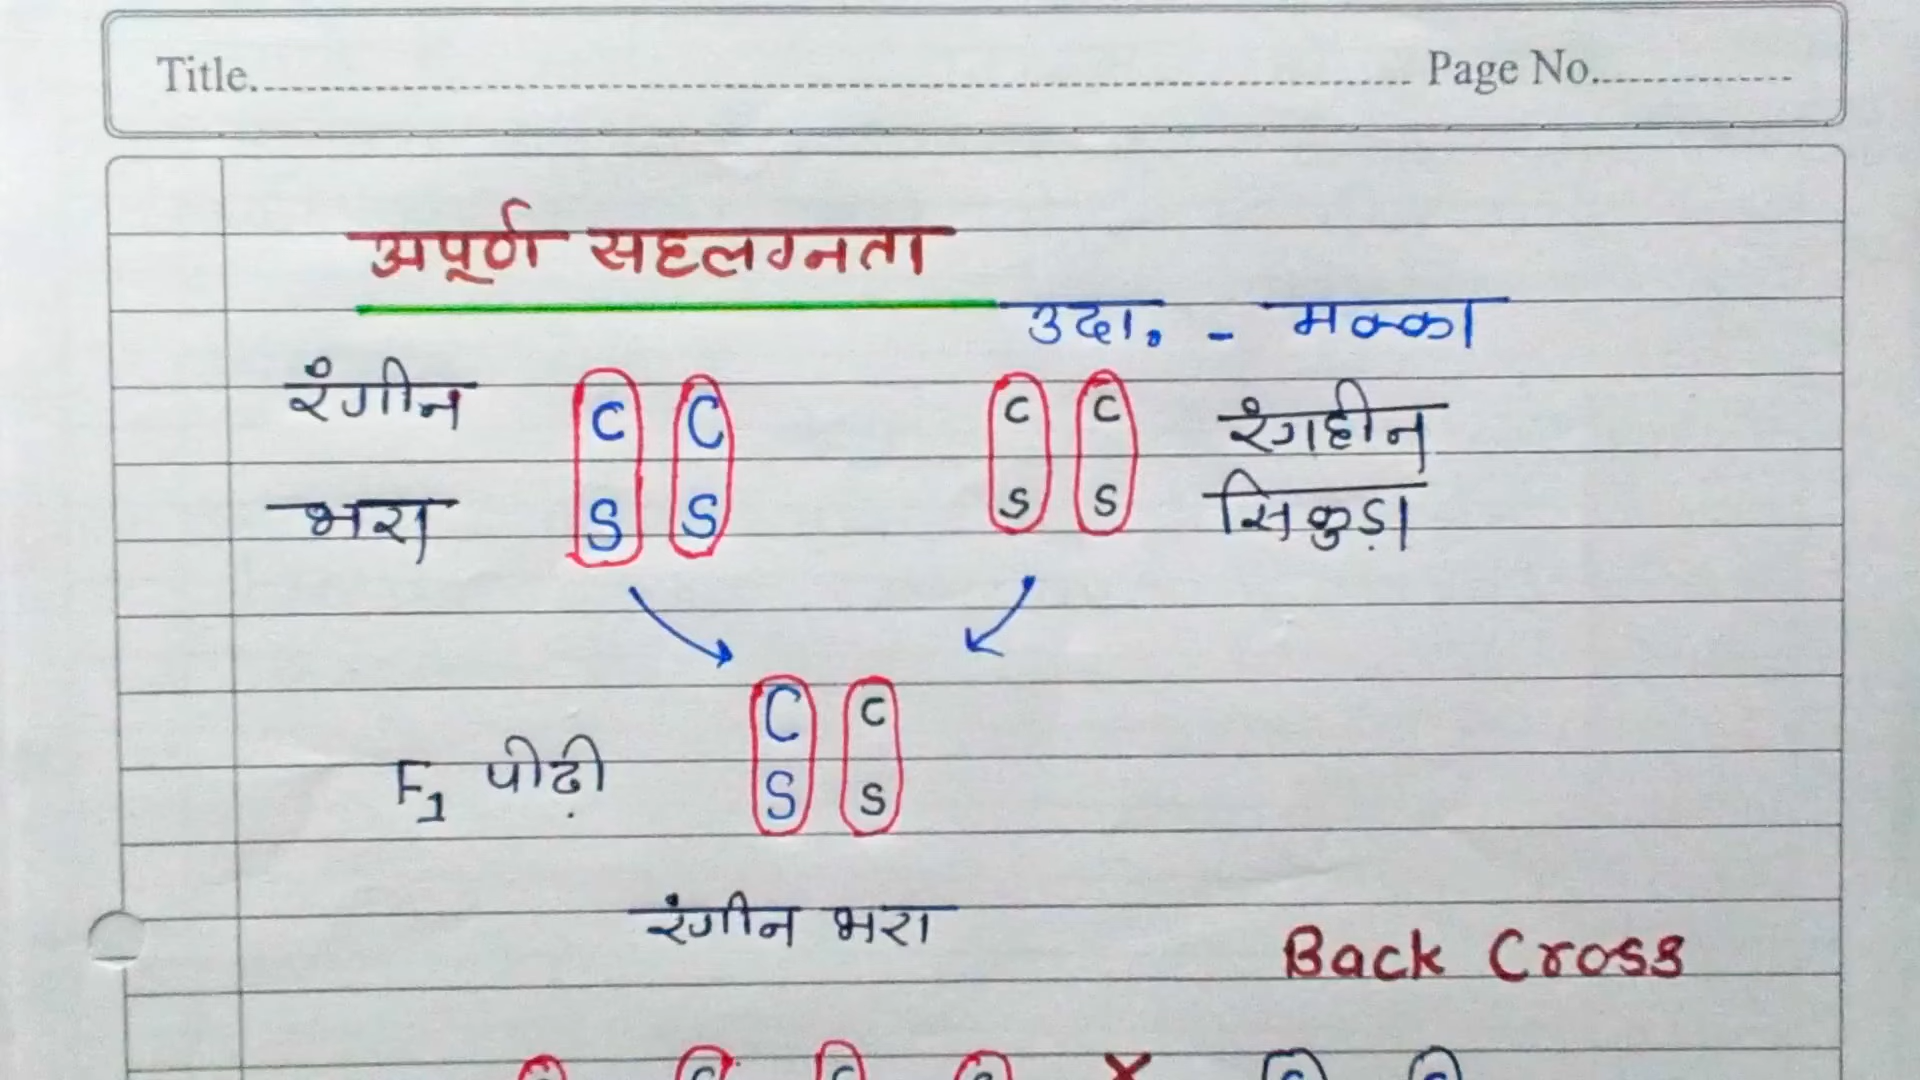 Title. Page No.
अपूर्ण सहलग्नता
उदा. - मक्का
रंगीन C C c c रंगहीन
भरा S S s s सिकुड़ा
C c
F1 पीढ़ी S s
रंगीन भरा
Back Cross